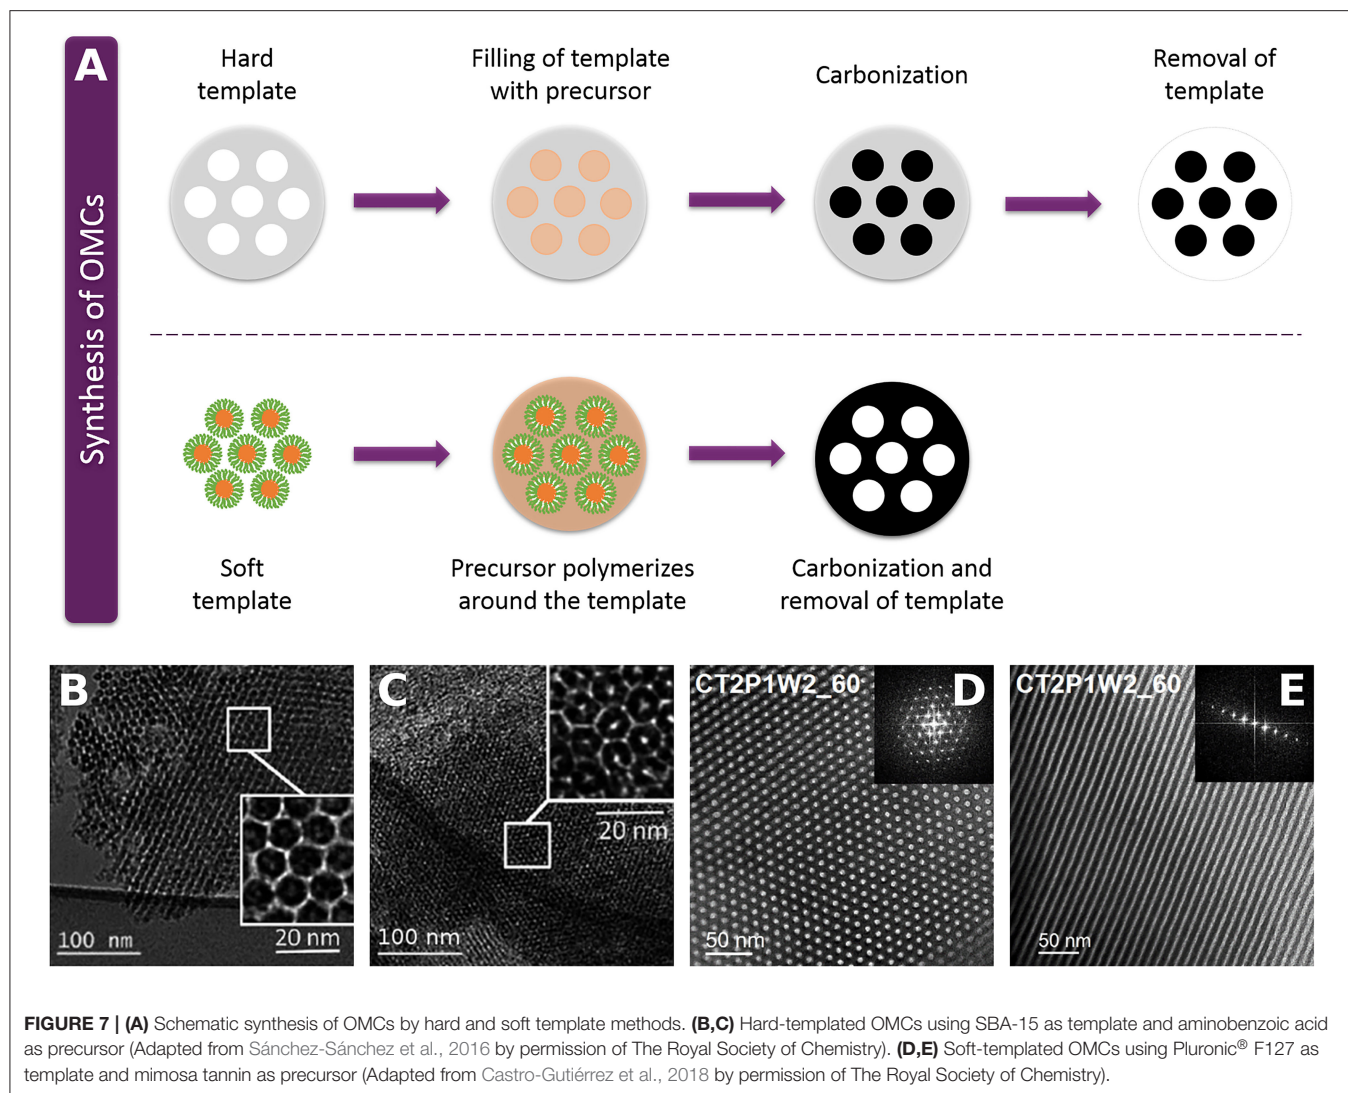 A
Synthesis of OMCs
Hard
template
Filling of template
with precursor
Carbonization
Removal of
template
Soft
template
Precursor polymerizes
around the template
Carbonization and
removal of template
B
100 nm
20 nm
C
20 nm
100 nm
CT2P1W2_60
D
50 nm
CT2P1W2_60
E
50 nm
FIGURE 7 | (A) Schematic synthesis of OMCs by hard and soft template methods. (B,C) Hard-templated OMCs using SBA-15 as template and aminobenzoic acid
as precursor (Adapted from Sánchez-Sánchez et al., 2016 by permission of The Royal Society of Chemistry). (D,E) Soft-templated OMCs using Pluronic® F127 as
template and mimosa tannin as precursor (Adapted from Castro-Gutiérrez et al., 2018 by permission of The Royal Society of Chemistry).